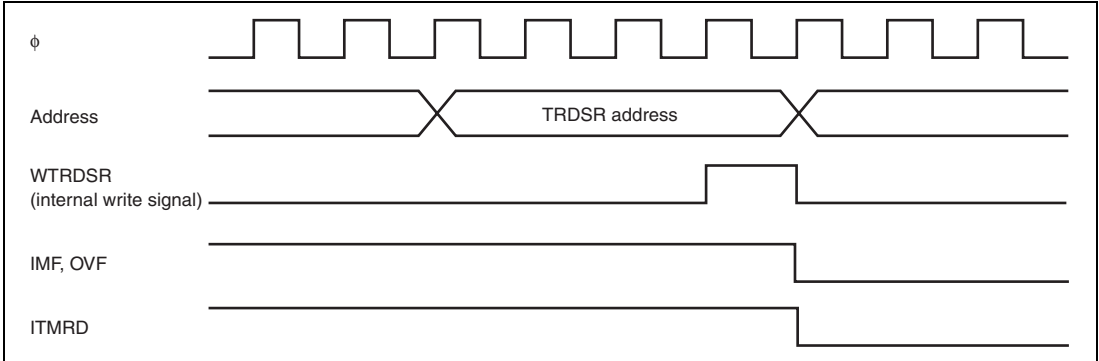 ϕ
Address
TRDSR address
WTRDSR
(internal write signal)
IMF, OVF
ITMRD